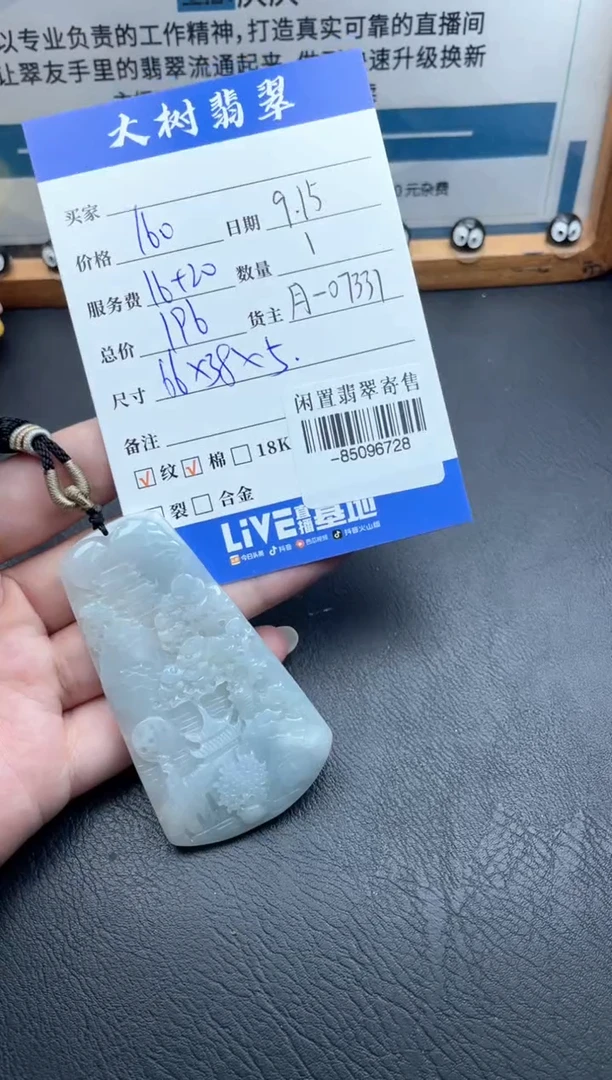 以专业负责的工作精神,打造真实可靠的直播间
让翠友手里的翡翠流通起来
速升级换新
0元杂费
大树翡翠
买家
价格 160 日期 9.15
服务费 16+20 数量 1
总价 196 货主 月-07337
尺寸 66×38×5.
备注
闲置翡翠寄售
-85096728
☑纹☑棉□18K
裂□合金
LiVE直播基地
今日头条 抖音 西瓜视频 抖音火山版